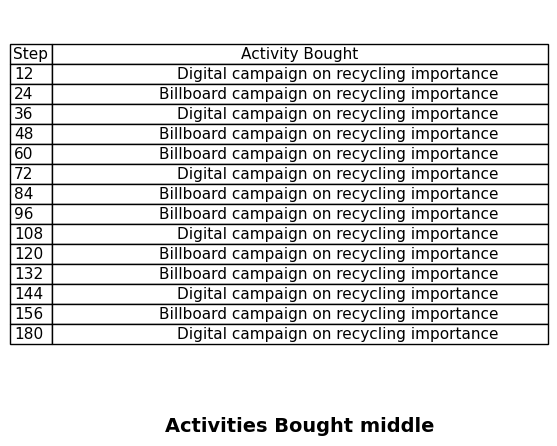 Step Activity Bought
12 Digital campaign on recycling importance
24 Billboard campaign on recycling importance
36 Digital campaign on recycling importance
48 Billboard campaign on recycling importance
60 Billboard campaign on recycling importance
72 Digital campaign on recycling importance
84 Billboard campaign on recycling importance
96 Billboard campaign on recycling importance
108 Digital campaign on recycling importance
120 Billboard campaign on recycling importance
132 Billboard campaign on recycling importance
144 Digital campaign on recycling importance
156 Billboard campaign on recycling importance
180 Digital campaign on recycling importance
Activities Bought middle